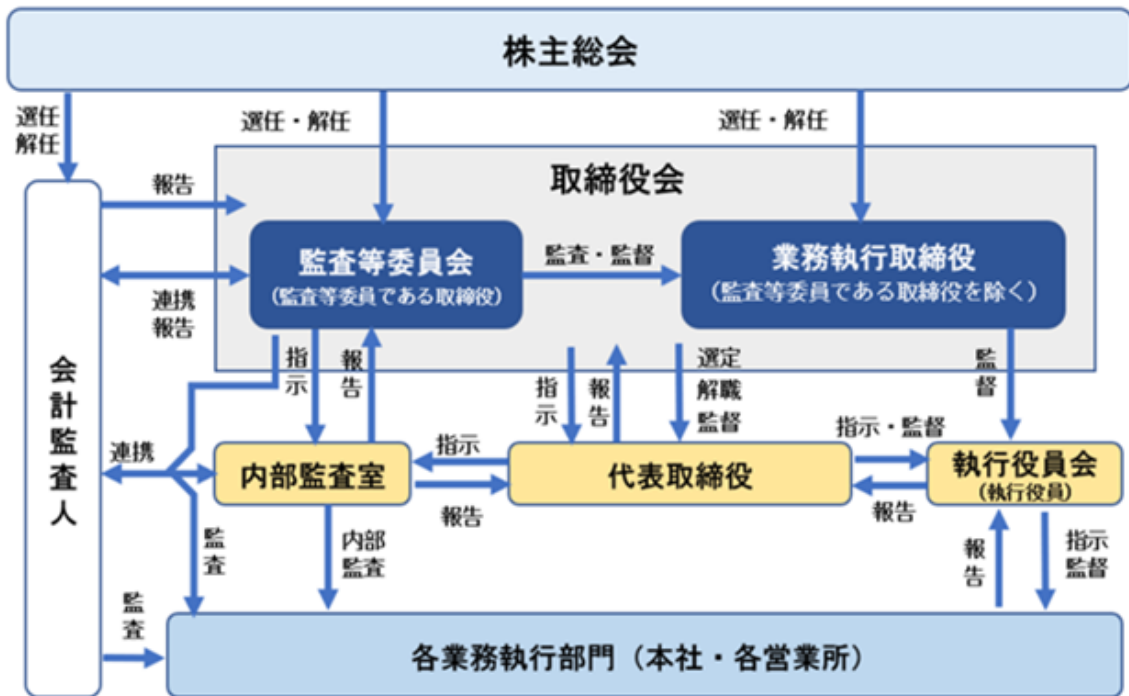 株主総会
選任
解任
選任・解任
選任・解任
取締役会
報告
監査等委員会
(監査等委員である取締役)
監査・監督
業務執行取締役
(監査等委員である取締役を除く)
連携
報告
会計監査人
指示
報告
指示
報告
選定
解職
監督
監督
連携
内部監査室
指示
報告
代表取締役
指示・監督
報告
執行役員会
(執行役員)
監査
内部
監査
報告
指示
監督
監査
各業務執行部門（本社・各営業所）